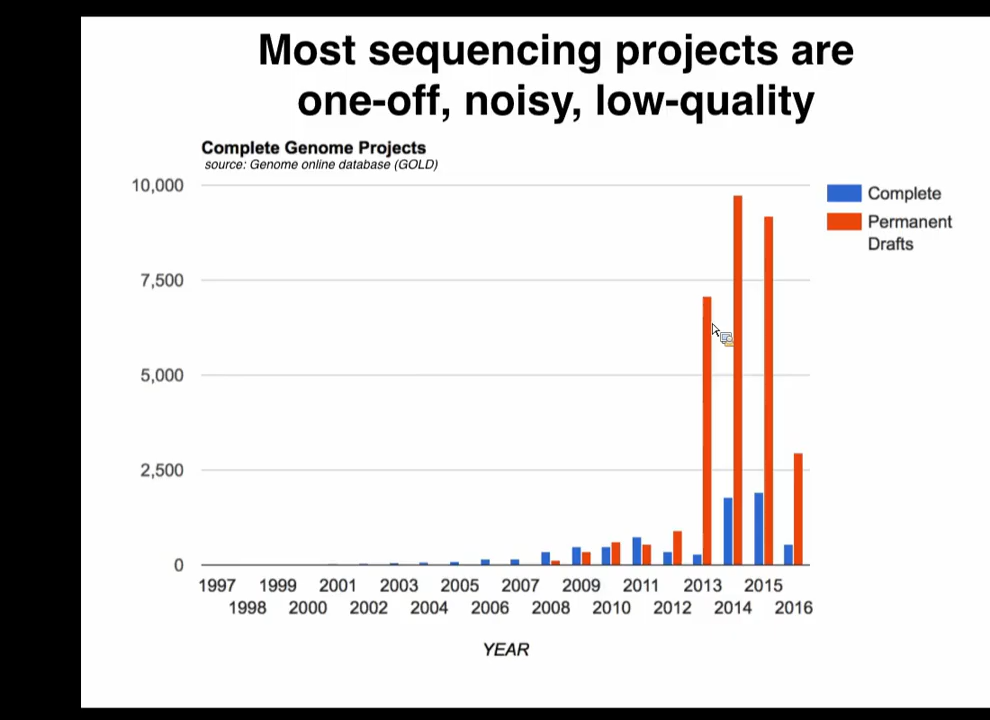 Most sequencing projects are
one-off, noisy, low-quality
Complete Genome Projects
source: Genome online database (GOLD)
10,000
7,500
5,000
2,500
0
Complete
Permanent
Drafts
1997 1999 2001 2003 2005 2007 2009 2011 2013 2015
1998 2000 2002 2004 2006 2008 2010 2012 2014 2016
YEAR